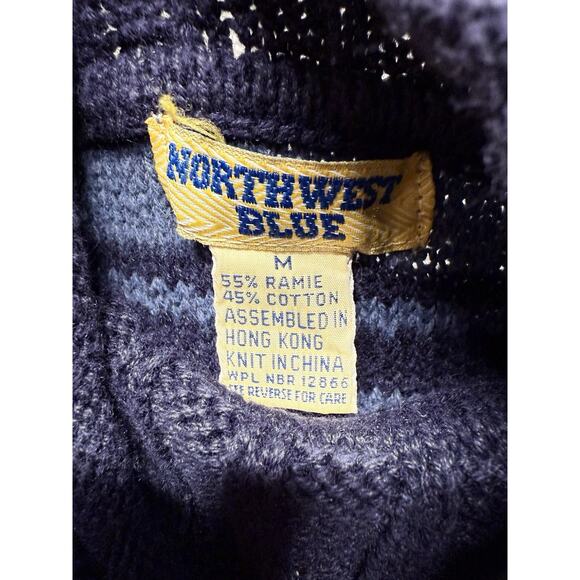 NORTHWEST
BLUE
M
55% RAMIE
45% COTTON
ASSEMBLED IN
HONG KONG
KNIT IN CHINA
WPL NBR 12866
SEE REVERSE FOR CARE